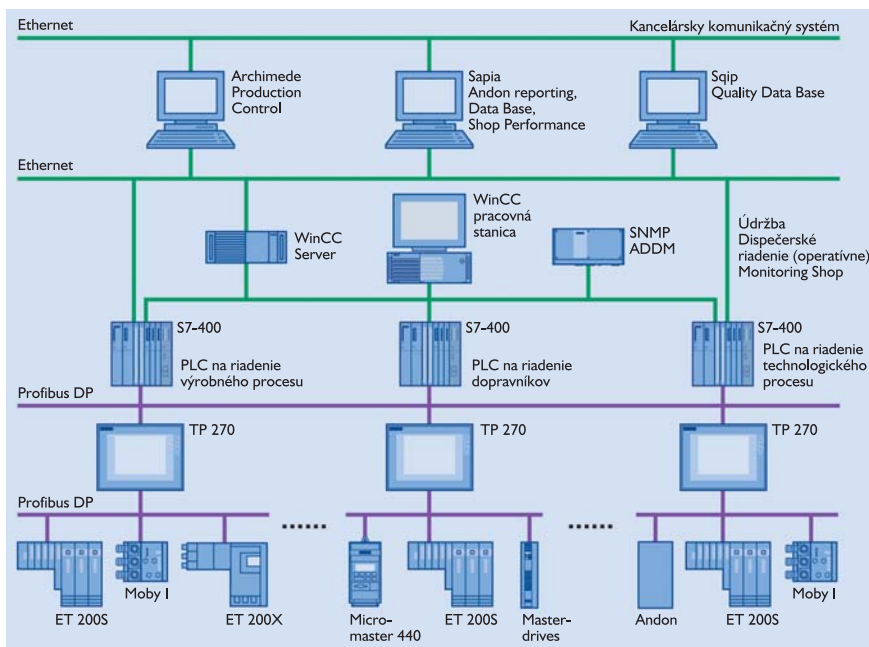 Ethernet
Kancelársky komunikačný systém
Archimede
Production
Control
Sapia
Andon reporting,
Data Base,
Shop Performance
Sqip
Quality Data Base
Ethernet
WinCC
Server
WinCC
pracovná
stanica
SNMP
ADDM
Údržba
Dispečerské
riadenie (operatívne)
Monitoring Shop
S7-400
PLC na riadenie
výrobného procesu
S7-400
PLC na riadenie
dopravníkov
S7-400
PLC na riadenie
technologického
procesu
Profibus DP
TP 270
TP 270
TP 270
Profibus DP
ET 200S
Moby I
ET 200X
Micro-
master 440
ET 200S
Master-
drives
Andon
ET 200S
Moby I